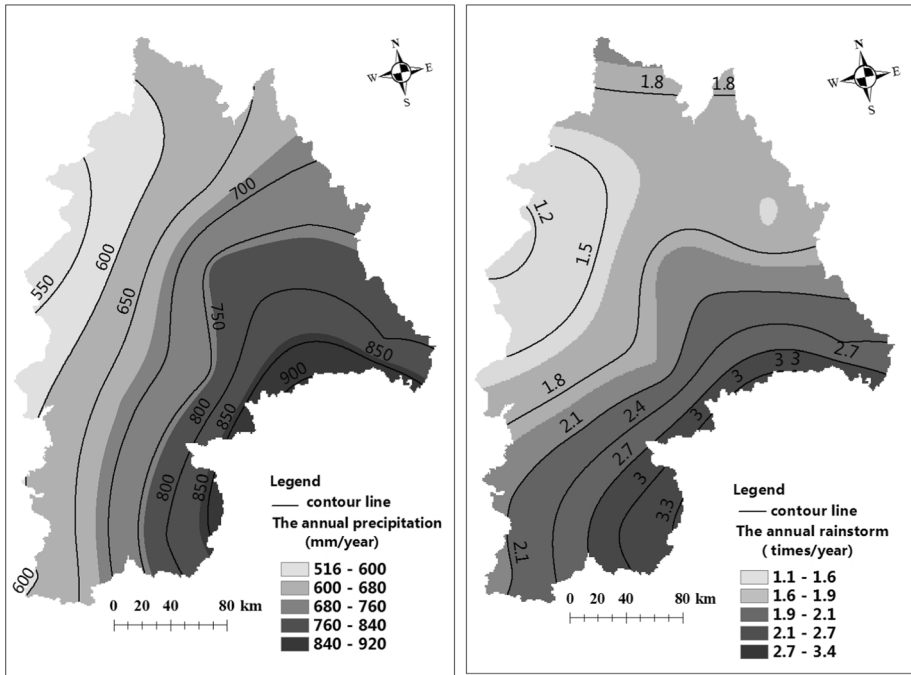 N
W E
S
700
600
550
650
750
850
900
800
850
800
850
600
Legend
contour line
The annual precipitation
(mm/year)
516 - 600
600 - 680
680 - 760
760 - 840
840 - 920
0 20 40 80 km
N
W E
S
1.8 1.8
1.2
1.5
2.7
3.3
3
1.8
2.4
2.1
3
2.7
3
3.3
2.1
Legend
contour line
The annual rainstorm
( times/year)
1.1 - 1.6
1.6 - 1.9
1.9 - 2.1
2.1 - 2.7
2.7 - 3.4
0 20 40 80 km